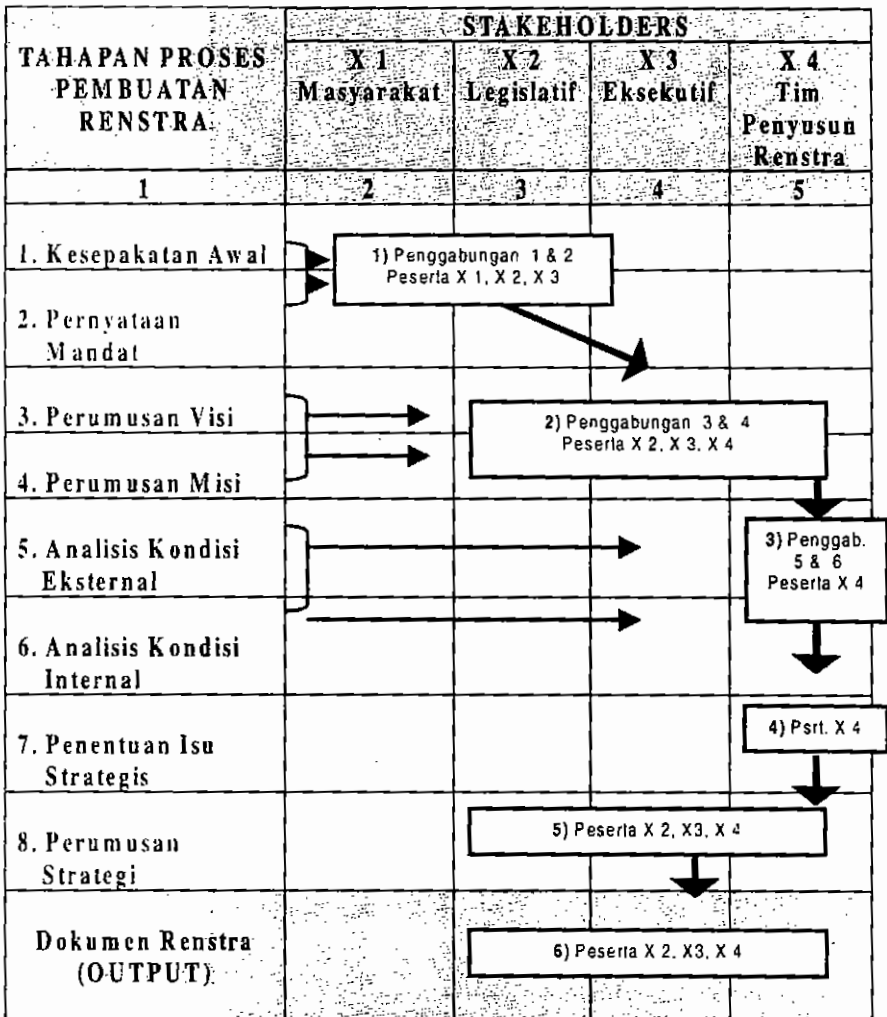 STAKEHOLDERS
TAHAPAN PROSES
PEMBUATAN
RENSTRA
X 1
Masyarakat
X 2
Legislatif
X 3
Eksekutif
X 4
Tim
Penyusun
Renstra
1
2
3
4
5
1. Kesepakatan Awal
1) Penggabungan 1 & 2
Peserta X 1, X 2, X 3
2. Pernyataan
Mandat
3. Perumusan Visi
2) Penggabungan 3 & 4
Peserta X 2, X 3, X 4
4. Perumusan Misi
5. Analisis Kondisi
Eksternal
3) Penggab.
5 & 6
Peserta X 4
6. Analisis Kondisi
Internal
7. Penentuan Isu
Strategis
4) Psrt. X 4
8. Perumusan
Strategi
5) Peserta X 2, X3, X 4
Dokumen Renstra
(OUTPUT)
6) Peserta X 2, X3, X 4